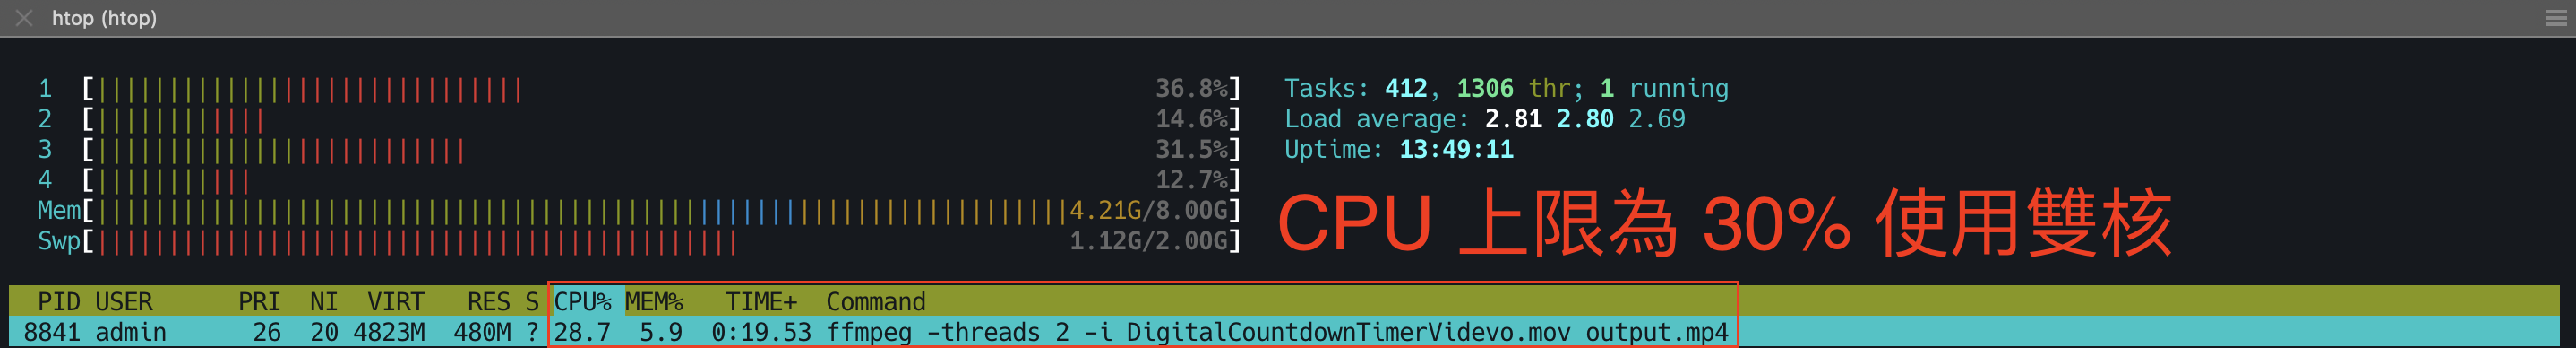 htop (htop)
1 [||||||||||||||||||||||||||||||36.8%]
2 [||||||||||||14.6%]
3 [||||||||||||||||||||||||||31.5%]
4 [|||||||||||12.7%]
Mem[||||||||||||||||||||||||||||||||||||||||||||||||||||||||||||||||||||4.21G/8.00G]
Swp[|||||||||||||||||||||||||||||||||||||||||||||1.12G/2.00G]
Tasks: 412, 1306 thr; 1 running
Load average: 2.81 2.80 2.69
Uptime: 13:49:11
CPU 上限為 30% 使用雙核
PID USER PRI NI VIRT RES S CPU% MEM% TIME+ Command
8841 admin 26 20 4823M 480M ? 28.7 5.9 0:19.53 ffmpeg -threads 2 -i DigitalCountdownTimerVidevo.mov output.mp4